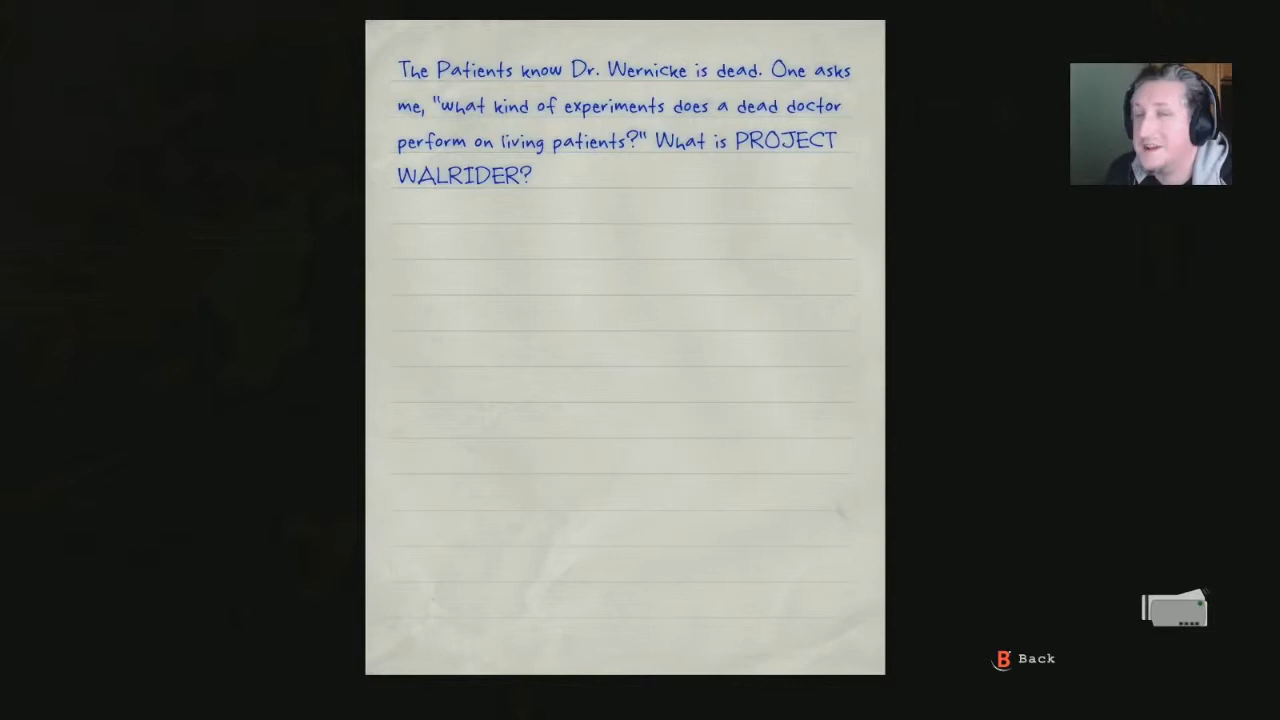 The Patients know Dr. Wernicke is dead. One asks
me, "what kind of experiments does a dead doctor
perform on living patients?" What is PROJECT
WALRIDER?
B Back